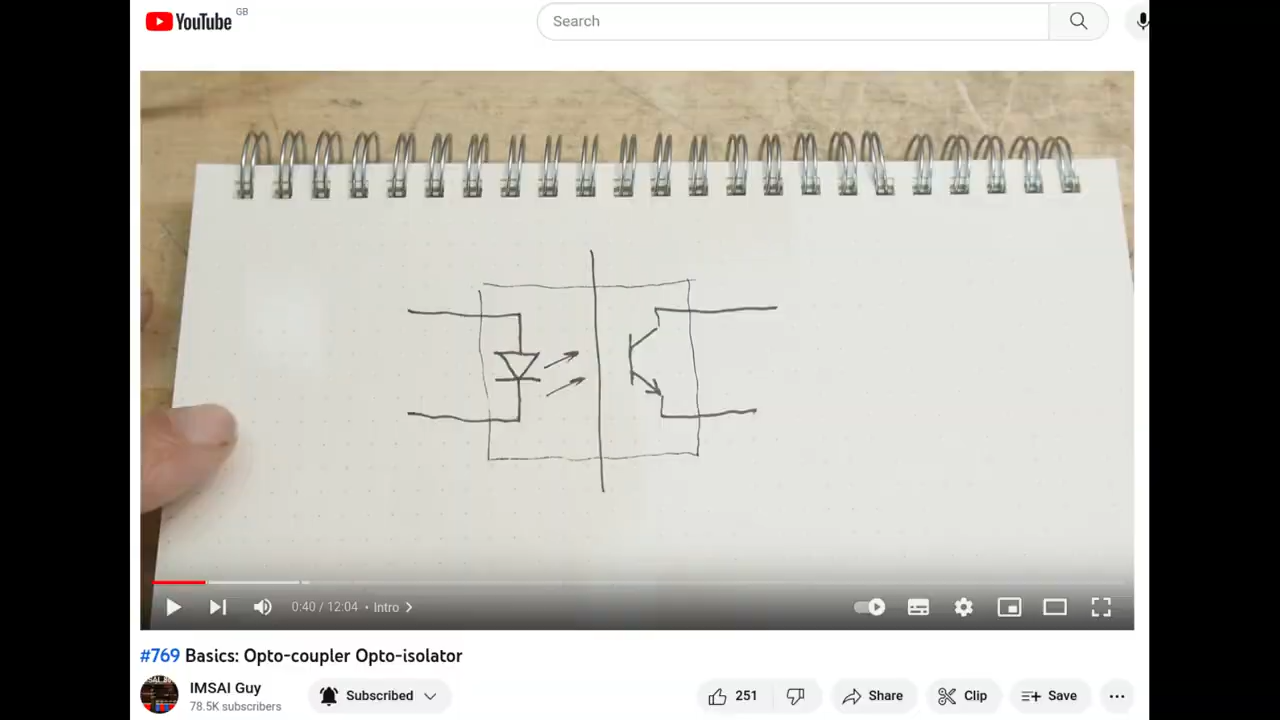 YouTube GB
Search
0:40 / 12:04 • Intro
#769 Basics: Opto-coupler Opto-isolator
IMSAI Guy
78.5K subscribers
Subscribed
251
Share
Clip
Save